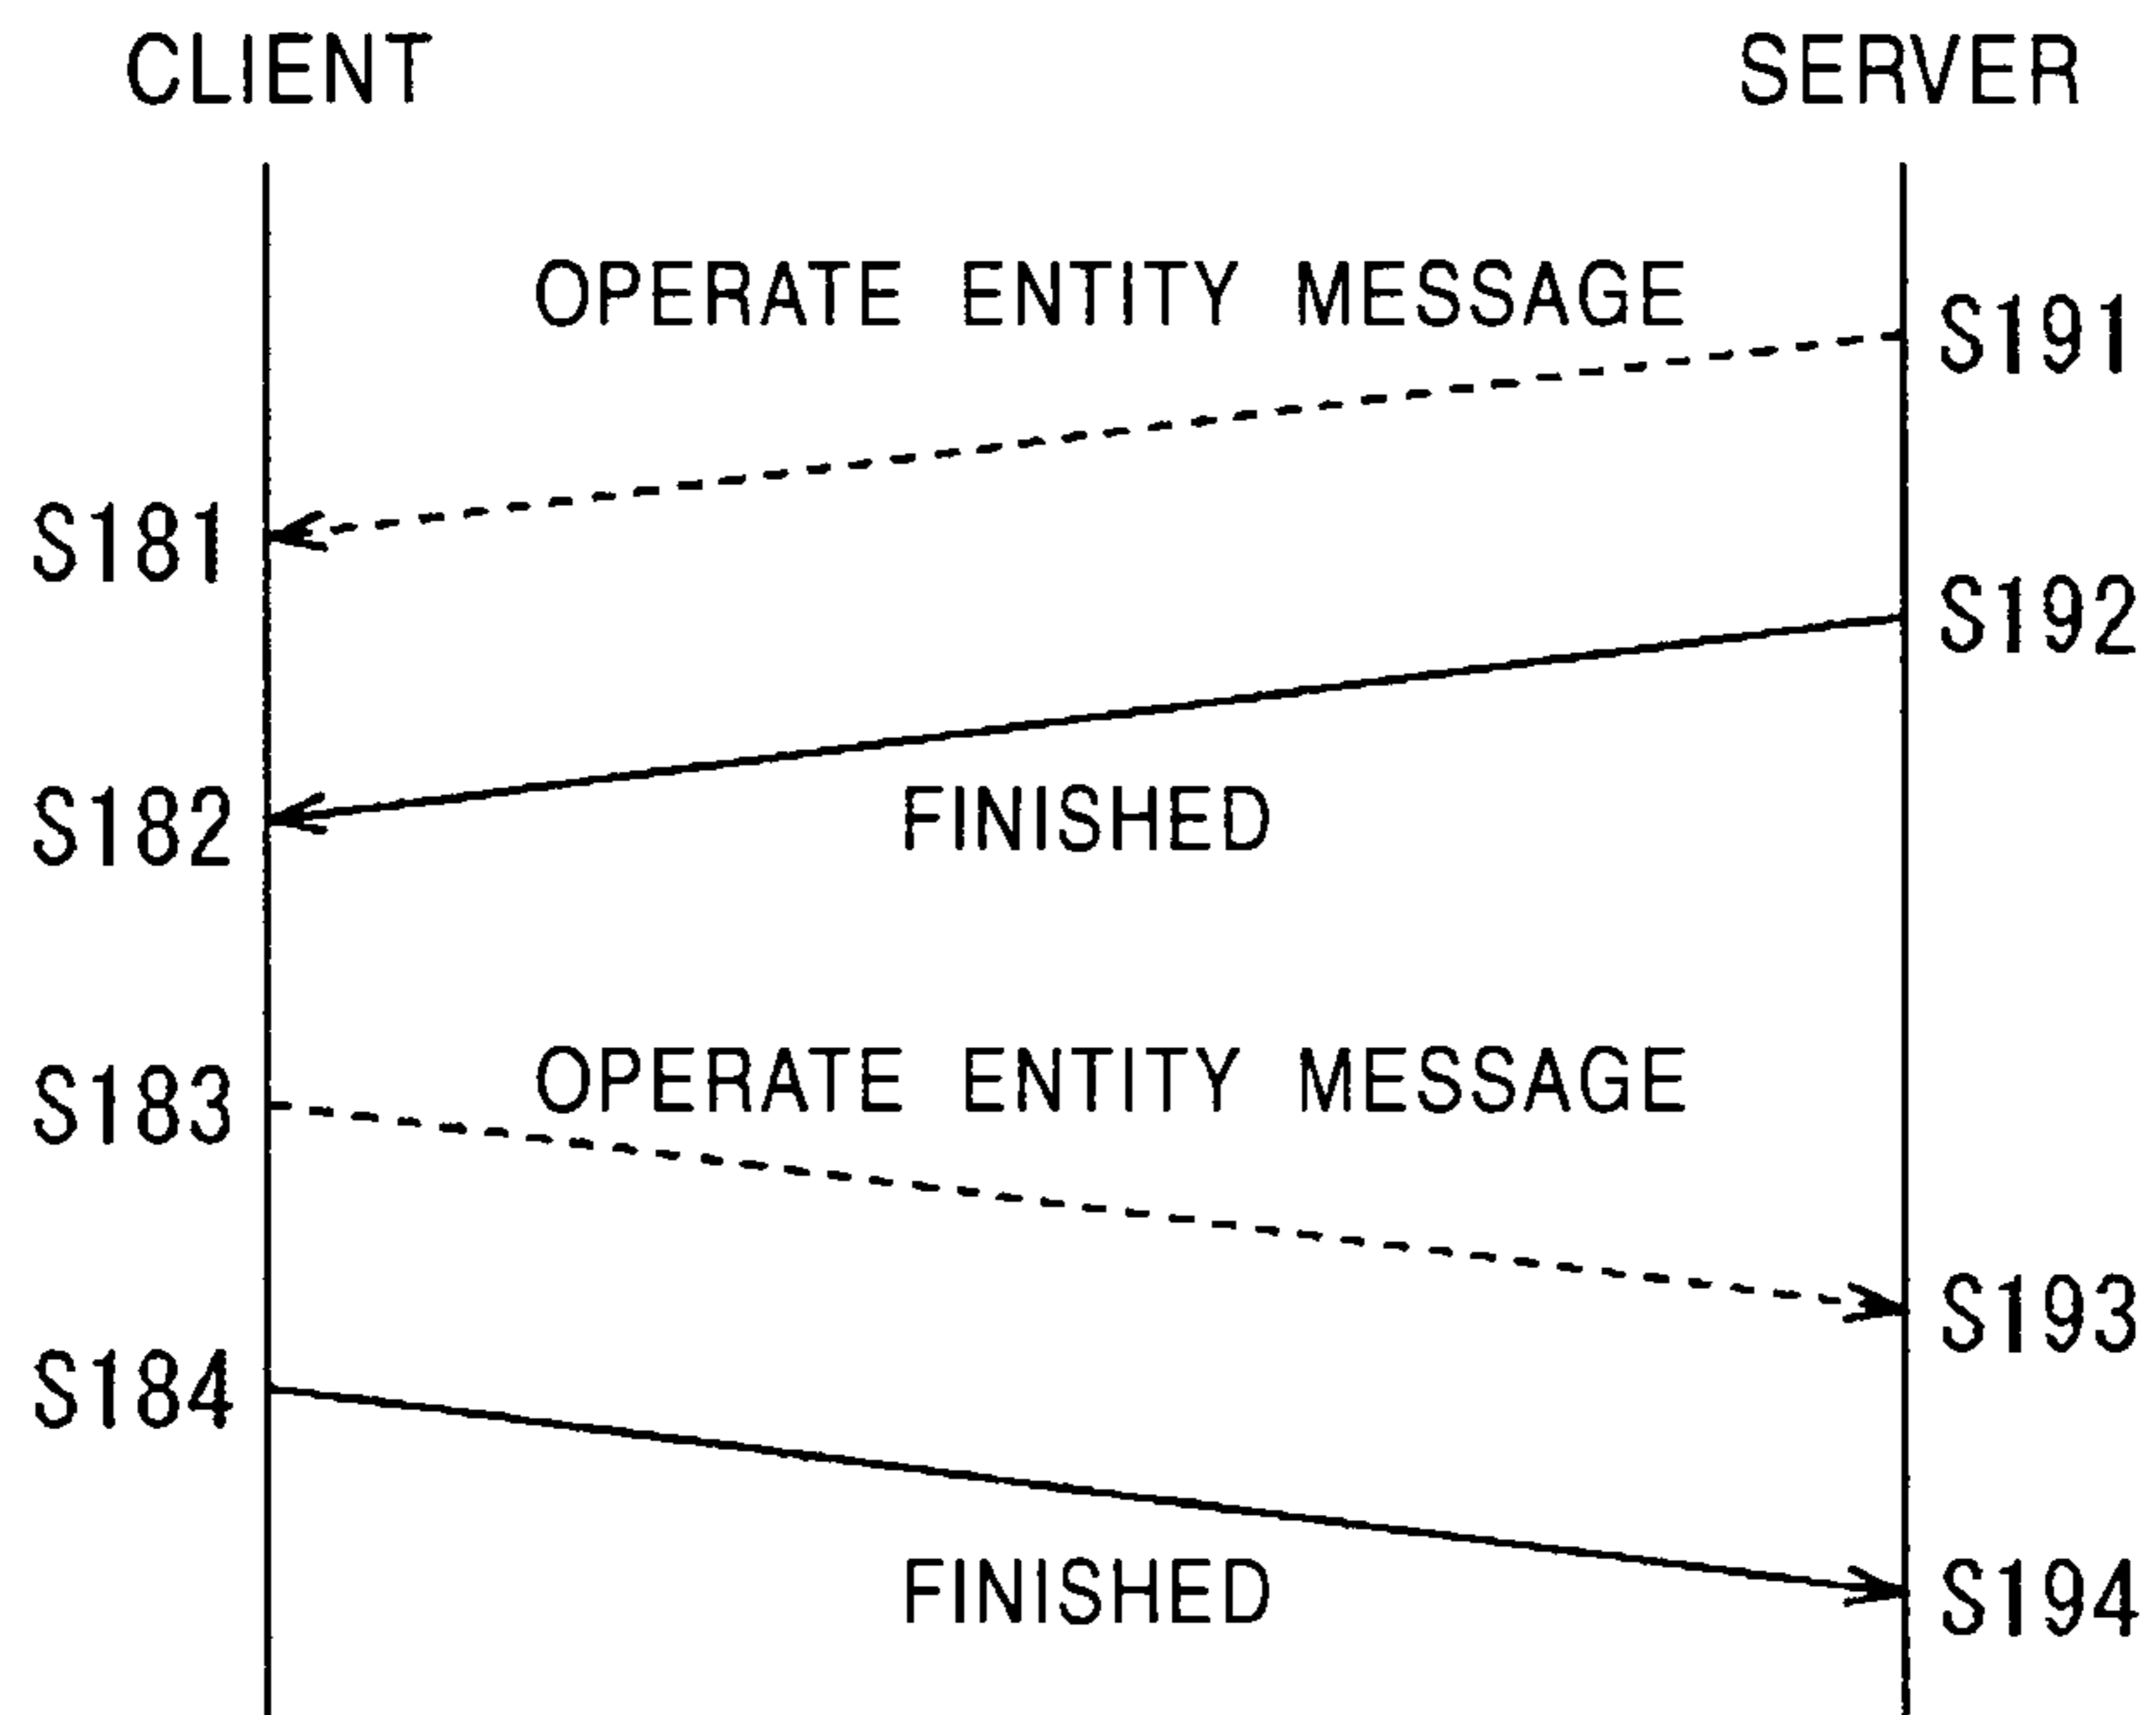 CLIENT SERVER
OPERATE ENTITY MESSAGE
S191
S181
S192
S182
FINISHED
OPERATE ENTITY MESSAGE
S183
S193
S184
FINISHED
S194